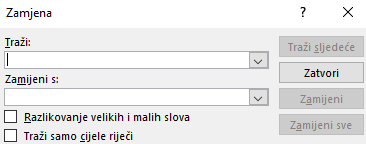 Zamjena
Traži:
Traži sljedeće
Zatvori
Zamijeni s:
Zamijeni
Razlikovanje velikih i malih slova
Zamijeni sve
Traži samo cijele riječi